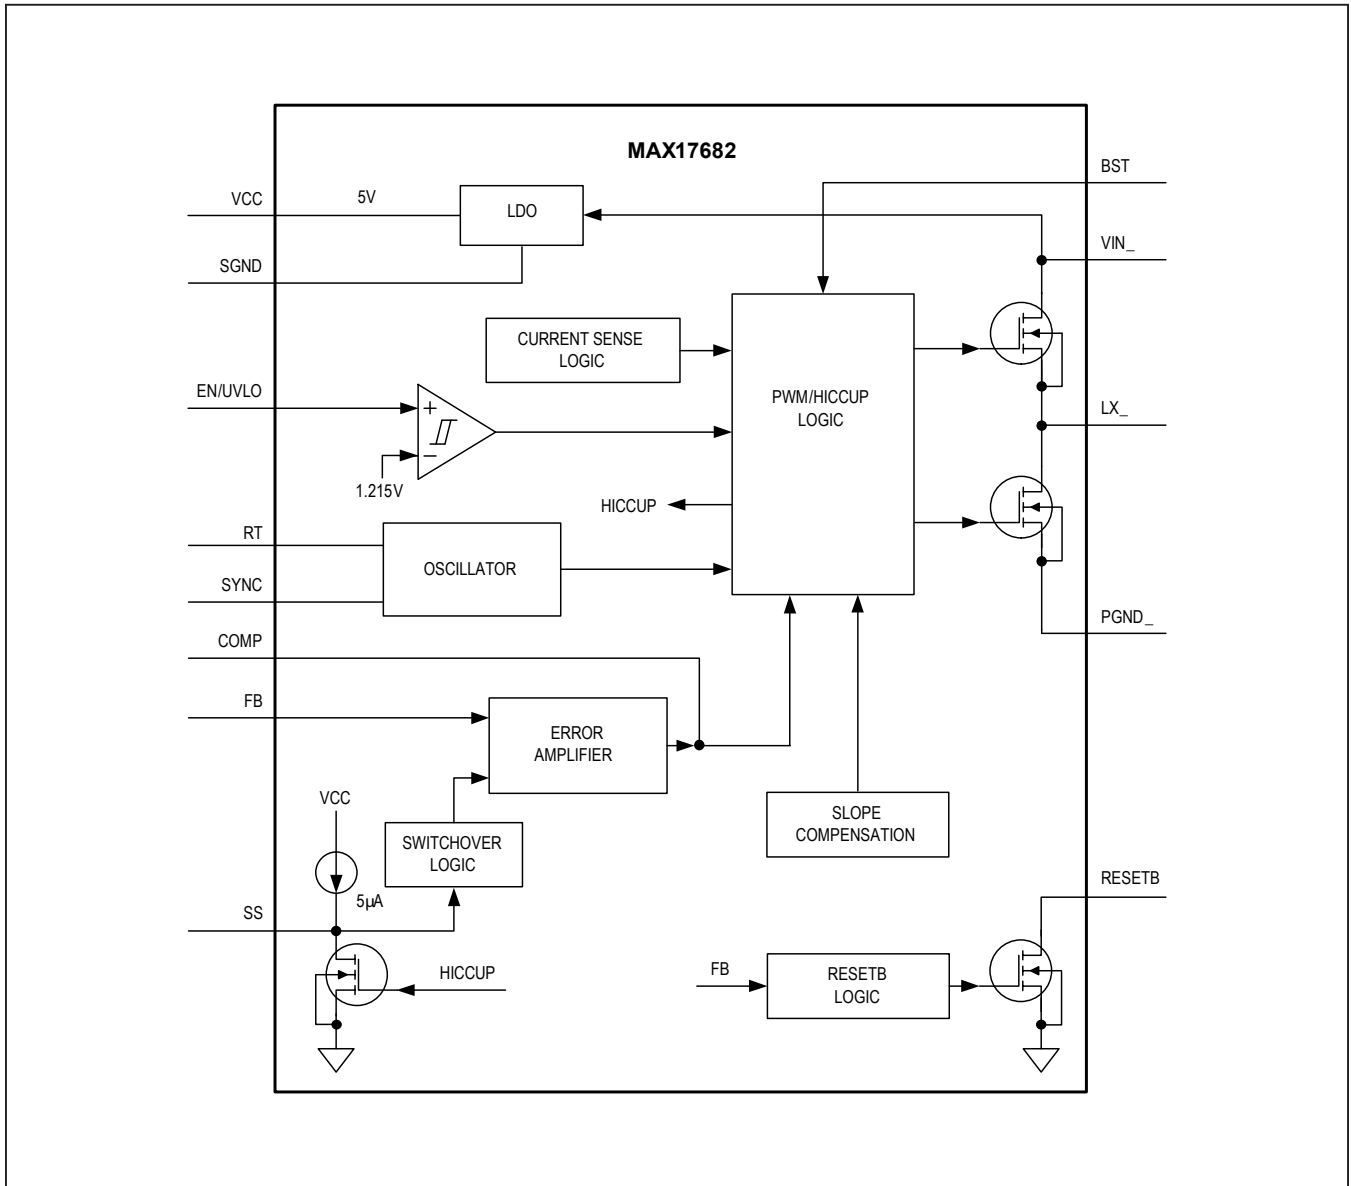 MAX17682
BST
VCC
5V
LDO
VIN_
SGND
CURRENT SENSE
LOGIC
EN/UVLO
+
−
1.215V
PWM/HICCUP
LOGIC
LX_
HICCUP
RT
OSCILLATOR
SYNC
COMP
PGND_
FB
ERROR
AMPLIFIER
VCC
SWITCHOVER
LOGIC
SLOPE
COMPENSATION
5µA
SS
RESETB
HICCUP
FB
RESETB
LOGIC